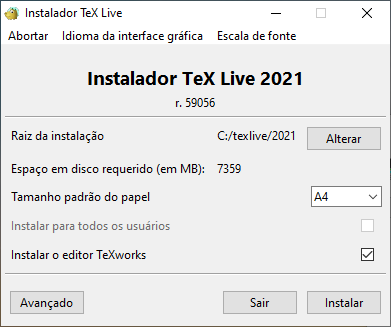 Instalador TeX Live
Abortar Idioma da interface gráfica Escala de fonte
Instalador TeX Live 2021
r. 59056
Raiz da instalação C:/texlive/2021 Alterar
Espaço em disco requerido (em MB): 7359
Tamanho padrão do papel A4
Instalar para todos os usuários
Instalar o editor TeXworks
Avançado Sair Instalar